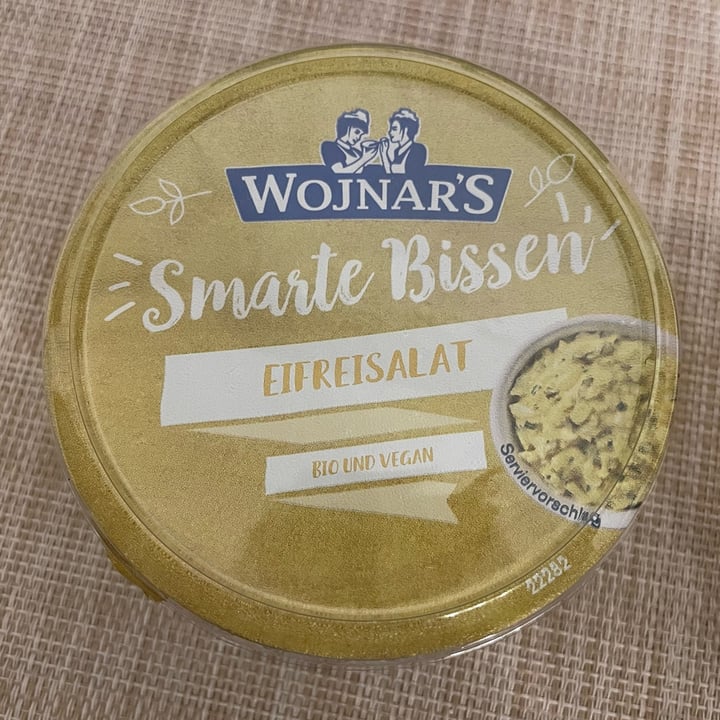 WOJNAR'S
Smarte Bissen
EIFREISALAT
BIO UND VEGAN
Serviervorschlag
22282